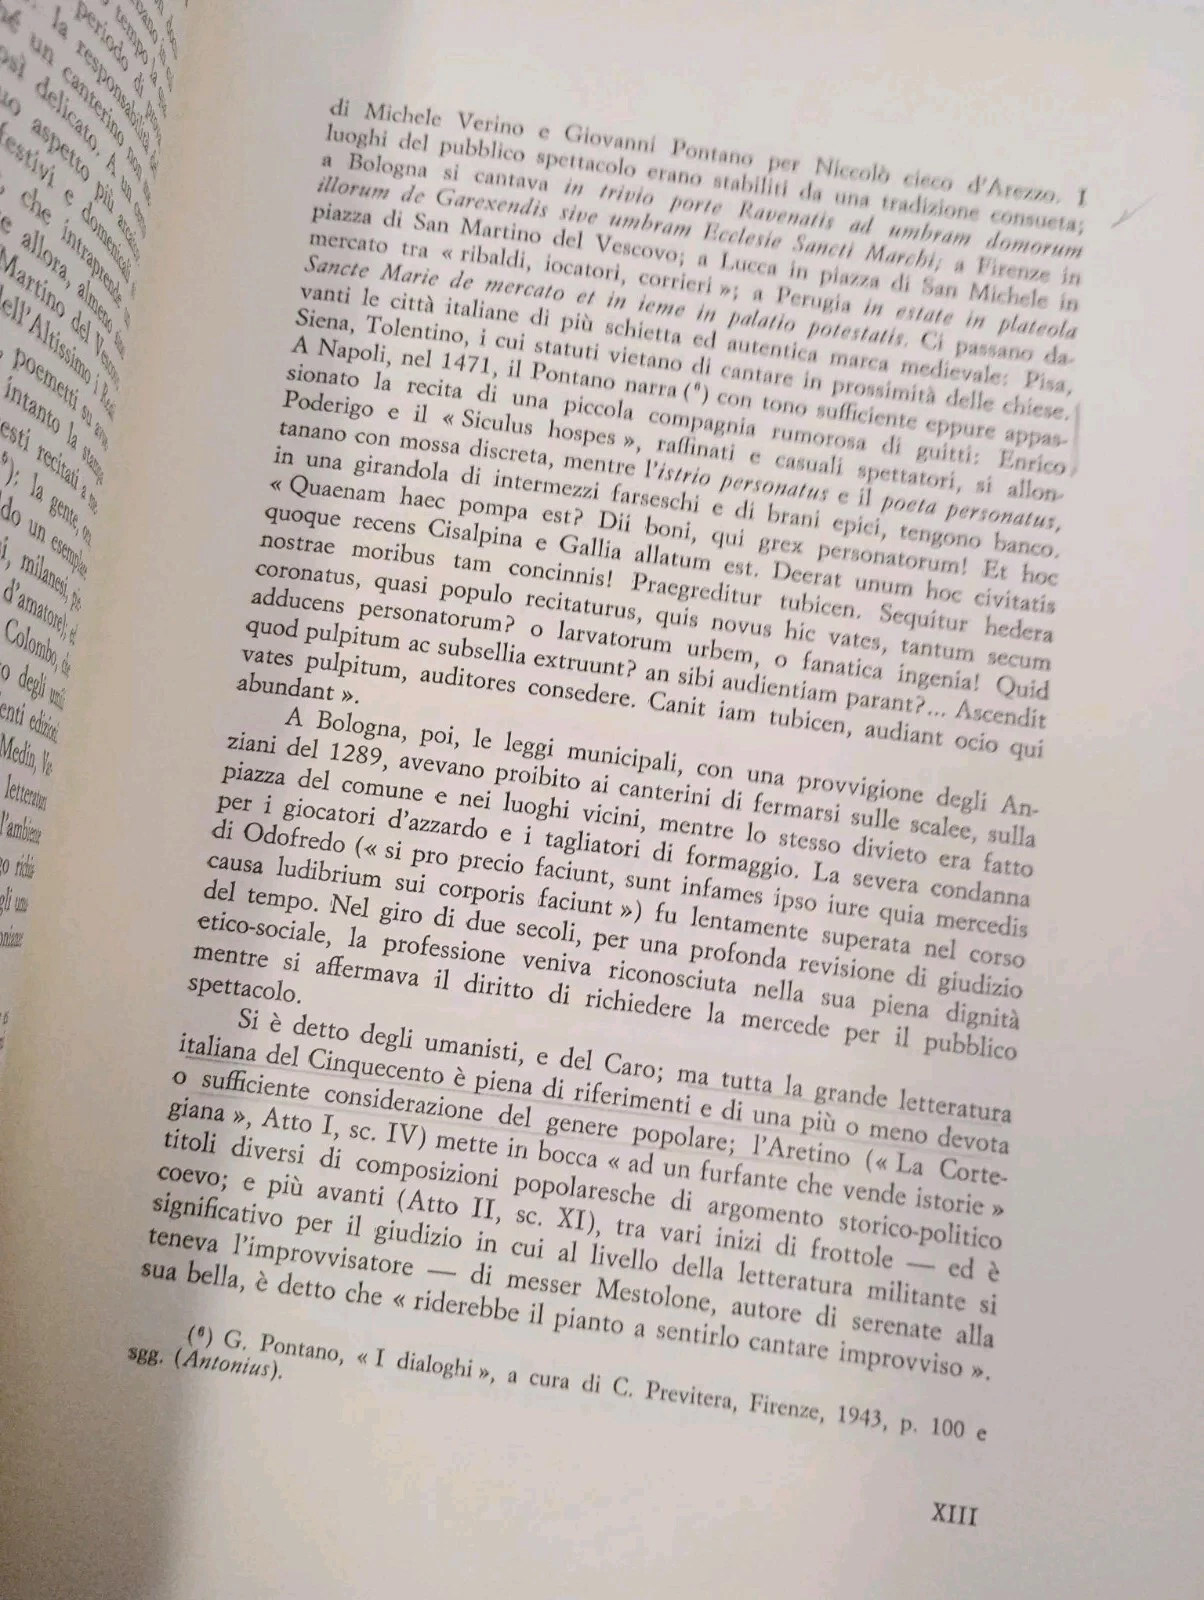 di Michele Verino e Giovanni Pontano per Niccolò cieco d'Arezzo. I
luoghi del pubblico spettacolo erano stabiliti da una tradizione consueta;
a Bologna si cantava in trivio porte Ravenatis ad umbram domorum
illorum de Garexendis sive umbram Ecclesie Sancti Marchi; a Firenze in
piazza di San Martino del Vescovo; a Lucca in piazza di San Michele in
mercato tra « ribaldi, iocatori, corrieri »; a Perugia in estate in plateola
Sancte Marie de mercato et in ieme in palatio potestatis. Ci passano da-
vanti le città italiane di più schietta ed autentica marca medievale: Pisa,
Siena, Tolentino, i cui statuti vietano di cantare in prossimità delle chiese.
A Napoli, nel 1471, il Pontano narra (⁸) con tono sufficiente eppure appas-
sionato la recita di una piccola compagnia rumorosa di guitti: Enrico
Poderigo e il « Siculus hospes », raffinati e casuali spettatori, si allon-
tanano con mossa discreta, mentre l'istrio personatus e il poeta personatus,
in una girandola di intermezzi farseschi e di brani epici, tengono banco.
« Quaenam haec pompa est? Dii boni, qui grex personatorum! Et hoc
quoque recens Cisalpina e Gallia allatum est. Deerat unum hoc civitatis
nostrae moribus tam concinnis! Praegreditur tubicen. Sequitur hedera
coronatus, quasi populo recitaturus, quis novus hic vates, tantum secum
adducens personatorum? o larvatorum urbem, o fanatica ingenia! Quid
quod pulpitum ac subsellia extruunt? an sibi audientiam parant?... Ascendit
vates pulpitum, auditores consedere. Canit iam tubicen, audiant ocio qui
abundant ».
A Bologna, poi, le leggi municipali, con una provvigione degli An-
ziani del 1289, avevano proibito ai canterini di fermarsi sulle scalee, sulla
piazza del comune e nei luoghi vicini, mentre lo stesso divieto era fatto
per i giocatori d'azzardo e i tagliatori di formaggio. La severa condanna
di Odofredo (« si pro precio faciunt, sunt infames ipso iure quia mercedis
causa ludibrium sui corporis faciunt ») fu lentamente superata nel corso
del tempo. Nel giro di due secoli, per una profonda revisione di giudizio
etico-sociale, la professione veniva riconosciuta nella sua piena dignità
mentre si affermava il diritto di richiedere la mercede per il pubblico
spettacolo.
Si è detto degli umanisti, e del Caro; ma tutta la grande letteratura
italiana del Cinquecento è piena di riferimenti e di una più o meno devota
o sufficiente considerazione del genere popolare; l'Aretino (« La Corte-
giana », Atto I, sc. IV) mette in bocca « ad un furfante che vende istorie »
titoli diversi di composizioni popolaresche di argomento storico-politico
coevo; e più avanti (Atto II, sc. XI), tra vari inizi di frottole — ed è
significativo per il giudizio in cui al livello della letteratura militante si
teneva l'improvvisatore — di messer Mestolone, autore di serenate alla
sua bella, è detto che « riderebbe il pianto a sentirlo cantare improvviso ».
(⁸) G. Pontano, « I dialoghi », a cura di C. Previtera, Firenze, 1943, p. 100 e
sgg. (Antonius).
XIII